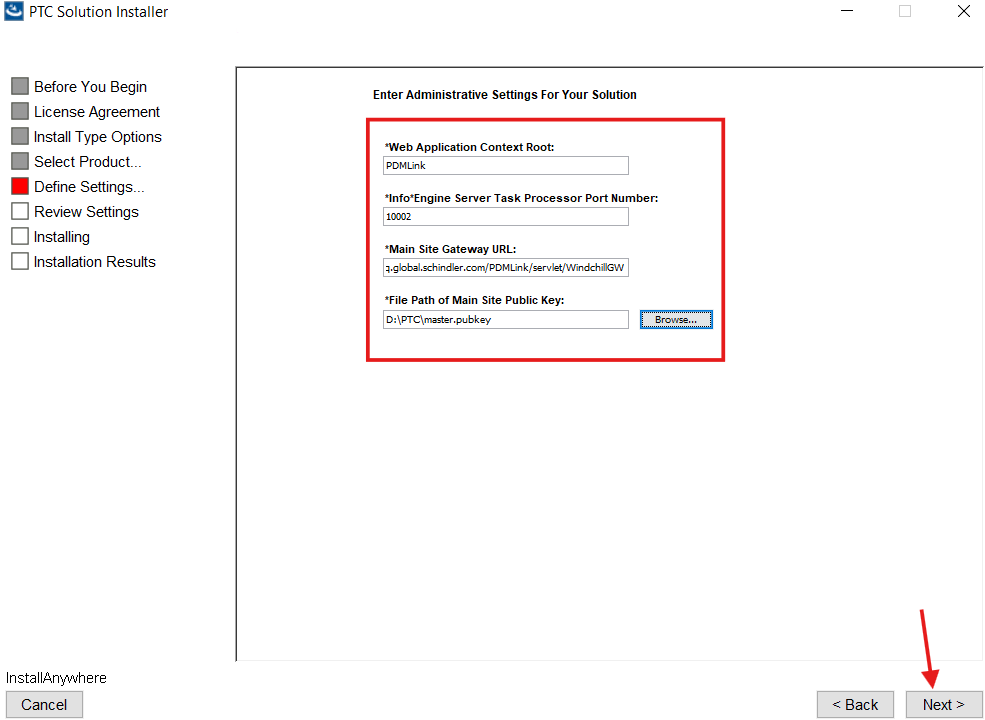 PTC Solution Installer
Before You Begin
License Agreement
Install Type Options
Select Product...
Define Settings...
Review Settings
Installing
Installation Results
Enter Administrative Settings For Your Solution
*Web Application Context Root:
PDMLink
*Info*Engine Server Task Processor Port Number:
10002
*Main Site Gateway URL:
q.global.schindler.com/PDMLink/servlet/WindchillGW
*File Path of Main Site Public Key:
D:\PTC\master.pubkey
Browse...
InstallAnywhere
Cancel
< Back
Next >